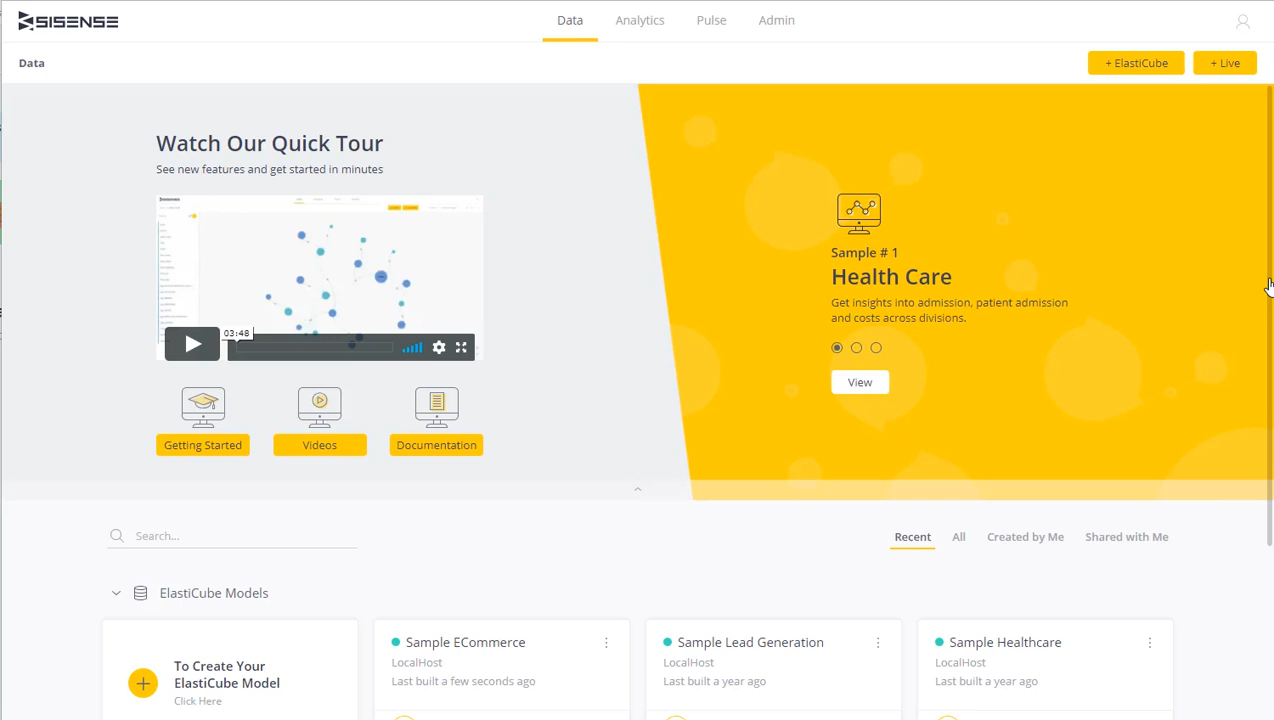 SISENSE
Data Analytics Pulse Admin
Data
+ ElastiCube + Live
Watch Our Quick Tour
See new features and get started in minutes
03:48
Getting Started Videos Documentation
Sample # 1
Health Care
Get insights into admission, patient admission
and costs across divisions.
View
Search...
Recent All Created by Me Shared with Me
ElastiCube Models
To Create Your
ElastiCube Model
Click Here
Sample ECommerce
LocalHost
Last built a few seconds ago
Sample Lead Generation
LocalHost
Last built a year ago
Sample Healthcare
LocalHost
Last built a year ago